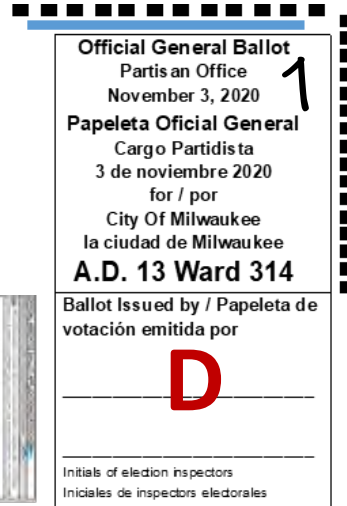 Official General Ballot
Partisan Office
November 3, 2020
1
Papeleta Oficial General
Cargo Partidista
3 de noviembre 2020
for / por
City Of Milwaukee
la ciudad de Milwaukee
A.D. 13 Ward 314
Ballot Issued by / Papeleta de
votación emitida por
D
Initials of election inspectors
Iniciales de inspectors electorales